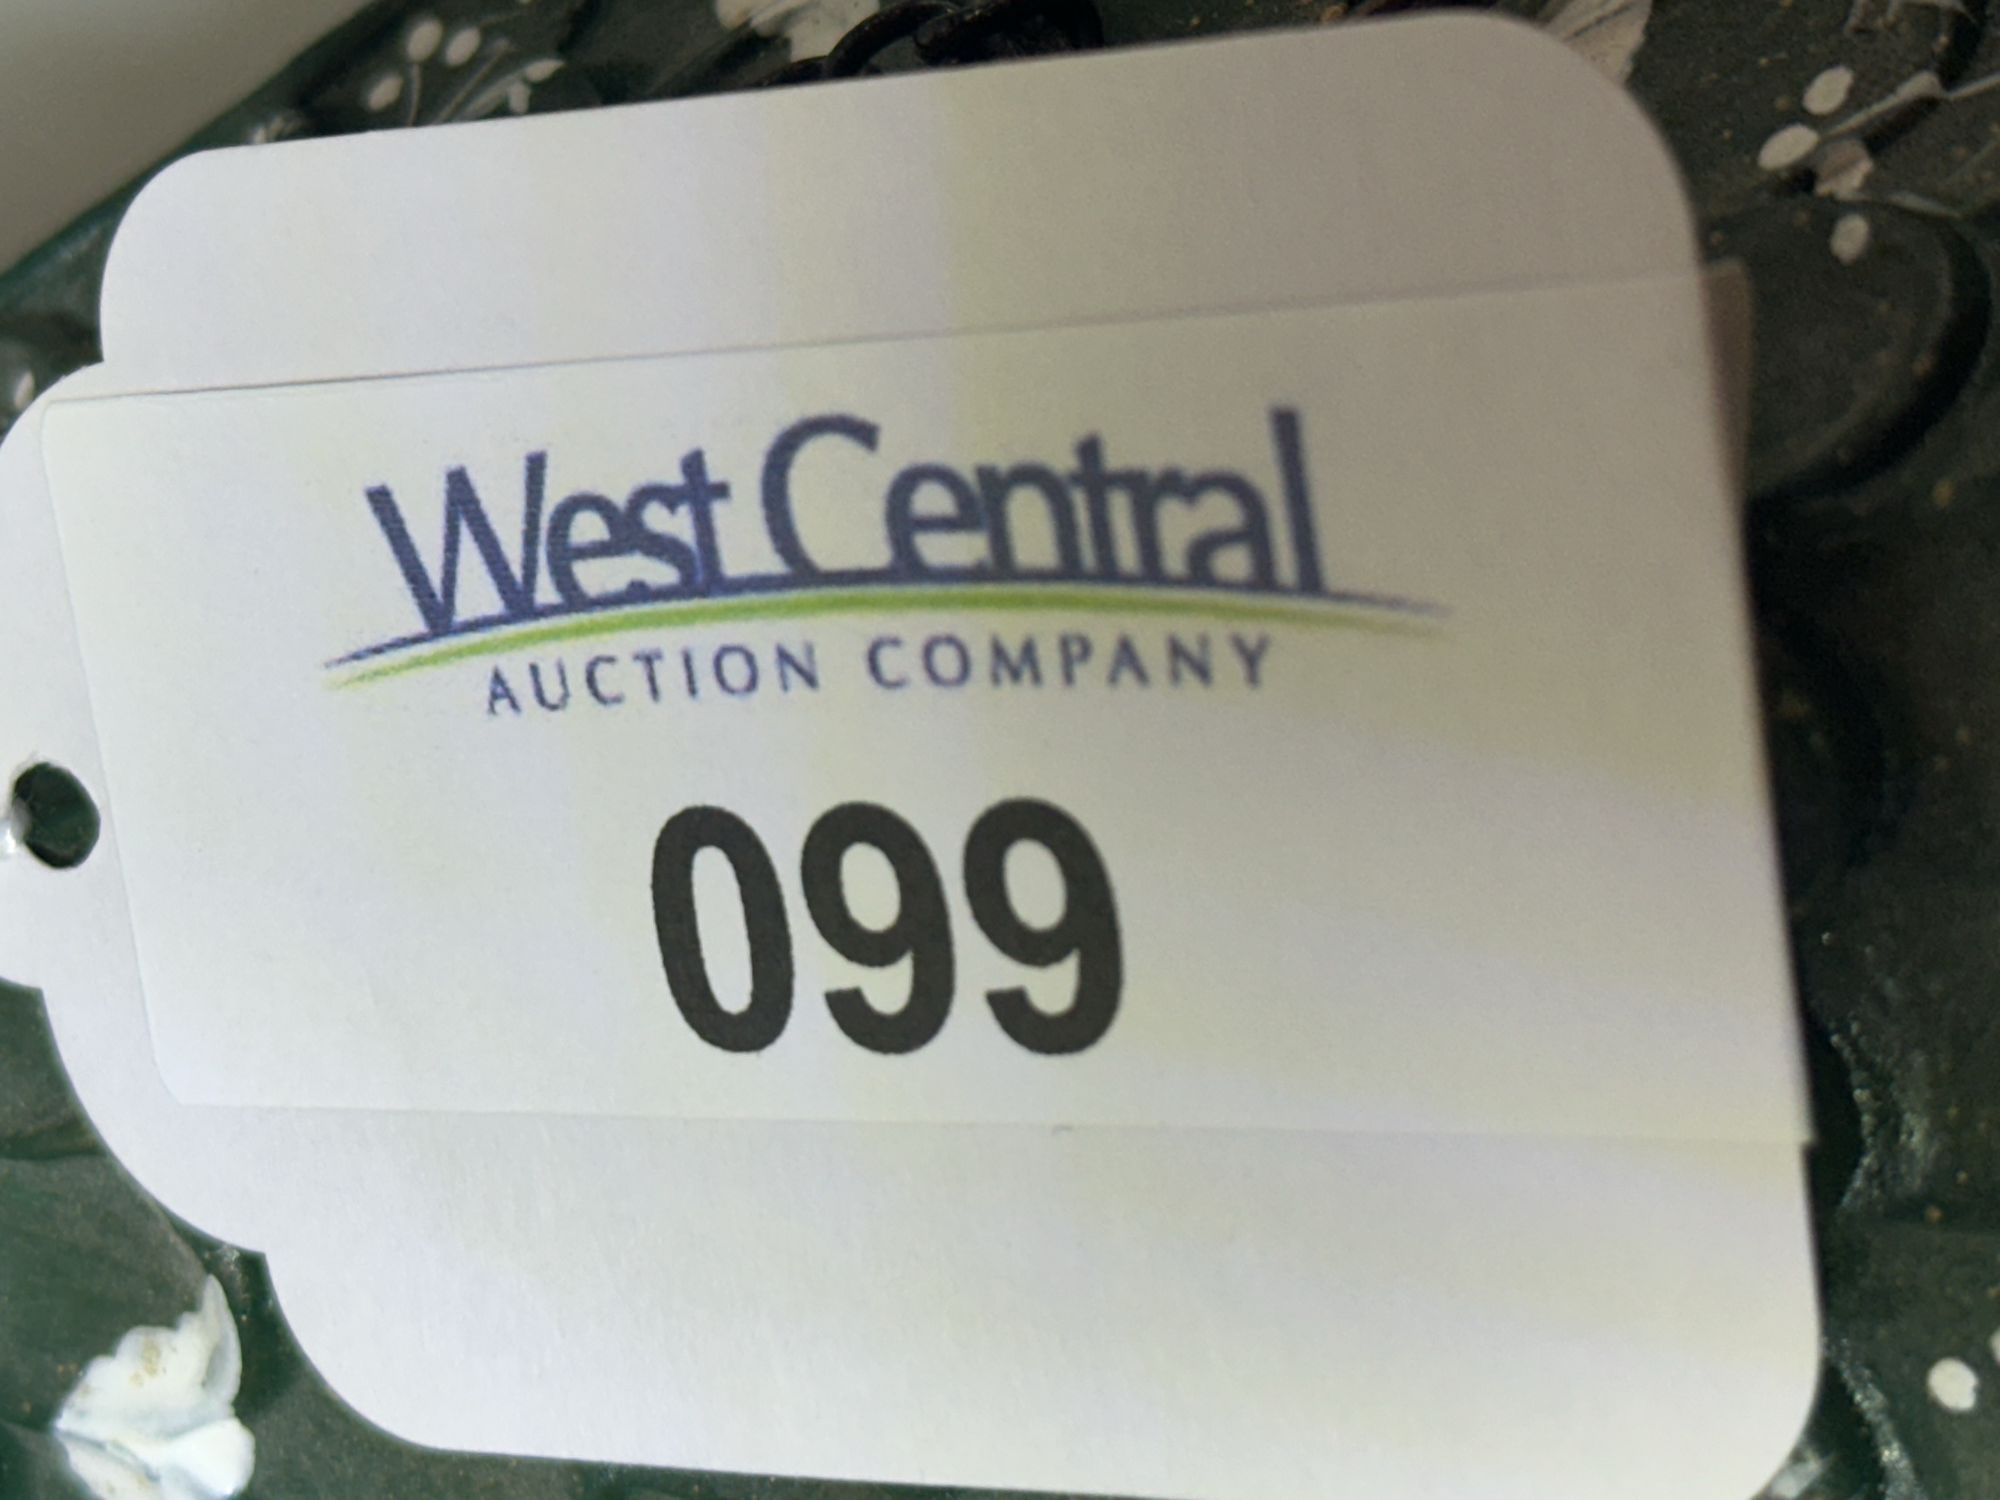 West Central
AUCTION COMPANY
099